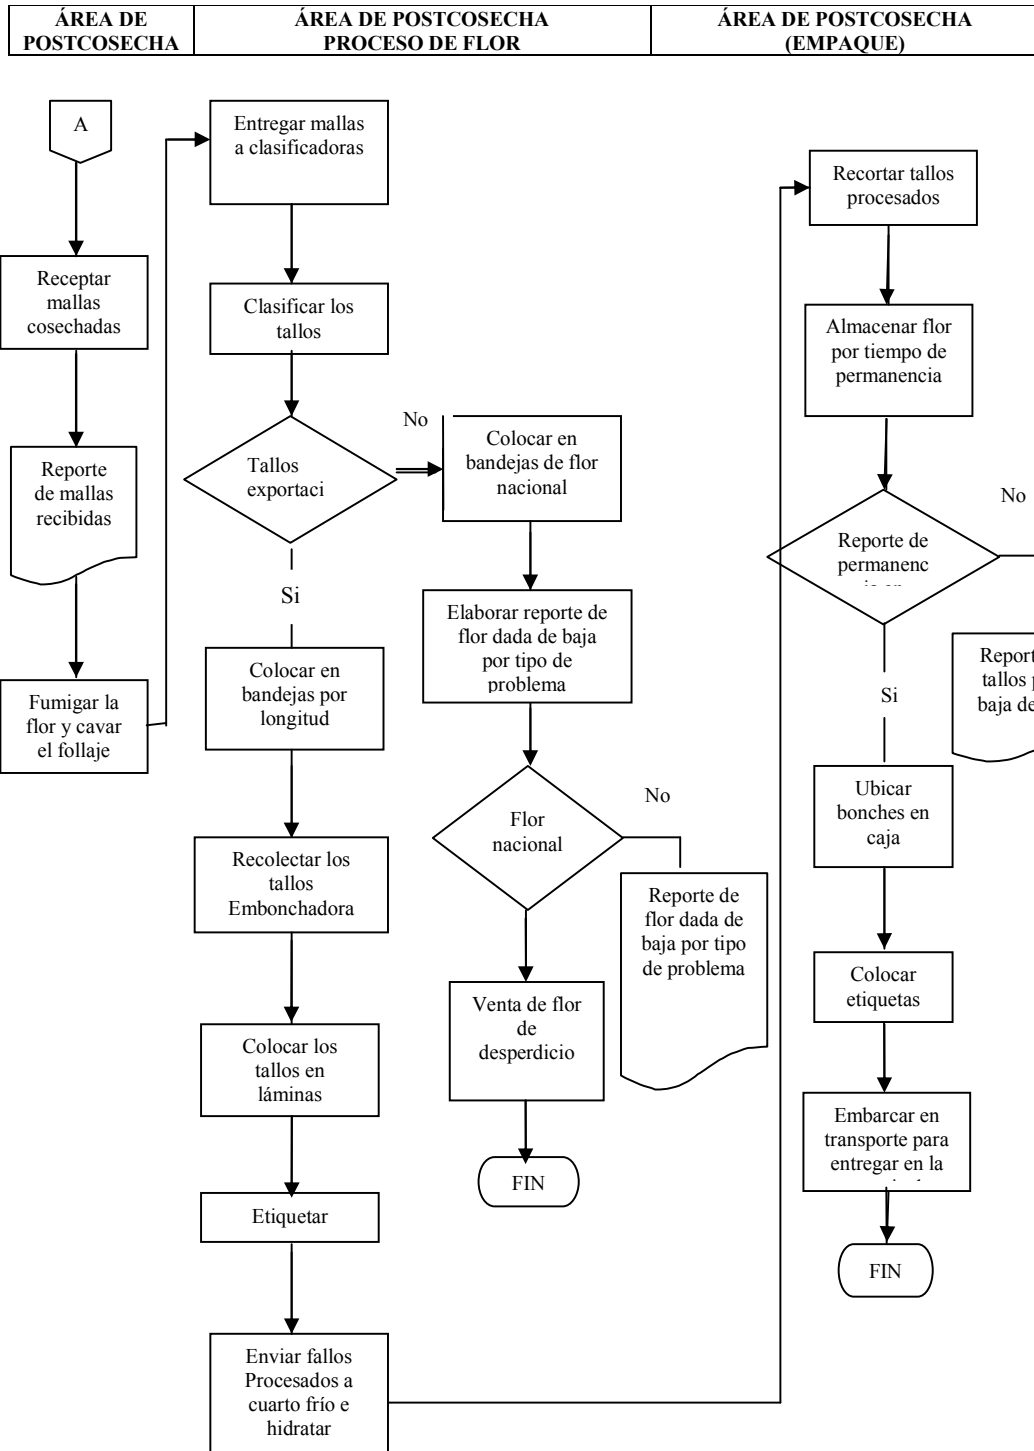 ÁREA DE
POSTCOSECHA
ÁREA DE POSTCOSECHA
PROCESO DE FLOR
ÁREA DE POSTCOSECHA
(EMPAQUE)
A
Receptar
mallas
cosechadas
Reporte
de mallas
recibidas
Fumigar la
flor y cavar
el follaje
Entregar mallas
a clasificadoras
Clasificar los
tallos
Tallos
exportaci
No
Si
Colocar en
bandejas por
longitud
Recolectar los
tallos
Embonchadora
Colocar los
tallos en
láminas
Etiquetar
Enviar fallos
Procesados a
cuarto frío e
hidratar
Colocar en
bandejas de flor
nacional
Elaborar reporte de
flor dada de baja
por tipo de
problema
Flor
nacional
No
Reporte de
flor dada de
baja por tipo
de problema
Venta de flor
de
desperdicio
FIN
Recortar tallos
procesados
Almacenar flor
por tiempo de
permanencia
Reporte de
permanenc
No
Report
tallos p
baja de
Si
Ubicar
bonches en
caja
Colocar
etiquetas
Embarcar en
transporte para
entregar en la
FIN